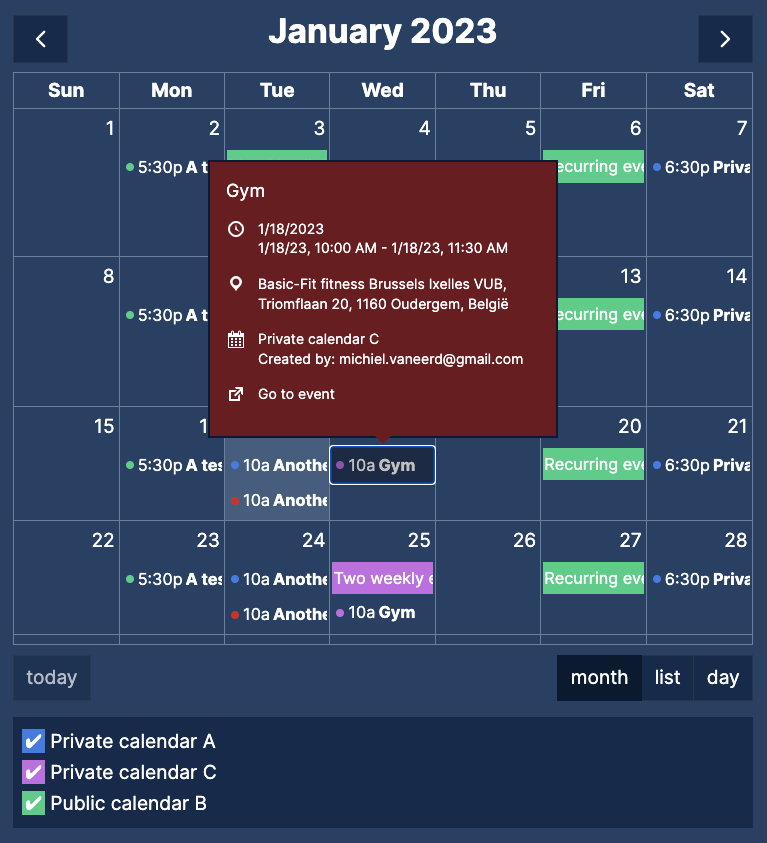 January 2023
Sun Mon Tue Wed Thu Fri Sat
1 2 3 4 5 6 7
5:30p A t 6:30p Priva
8 13 14
5:30p A t 6:30p Priva
Gym
1/18/2023
1/18/23, 10:00 AM - 1/18/23, 11:30 AM
Basic-Fit fitness Brussels Ixelles VUB,
Triomflaan 20, 1160 Oudergem, België
Private calendar C
Created by: michiel.vaneerd@gmail.com
Go to event
15 1 20 21
5:30p A tes 10a Anothe 10a Gym Recurring eve 6:30p Priva
10a Anothe
22 23 24 25 26 27 28
5:30p A tes 10a Anothe Two weekly e Recurring eve 6:30p Priva
10a Anothe 10a Gym
today month list day
Private calendar A
Private calendar C
Public calendar B